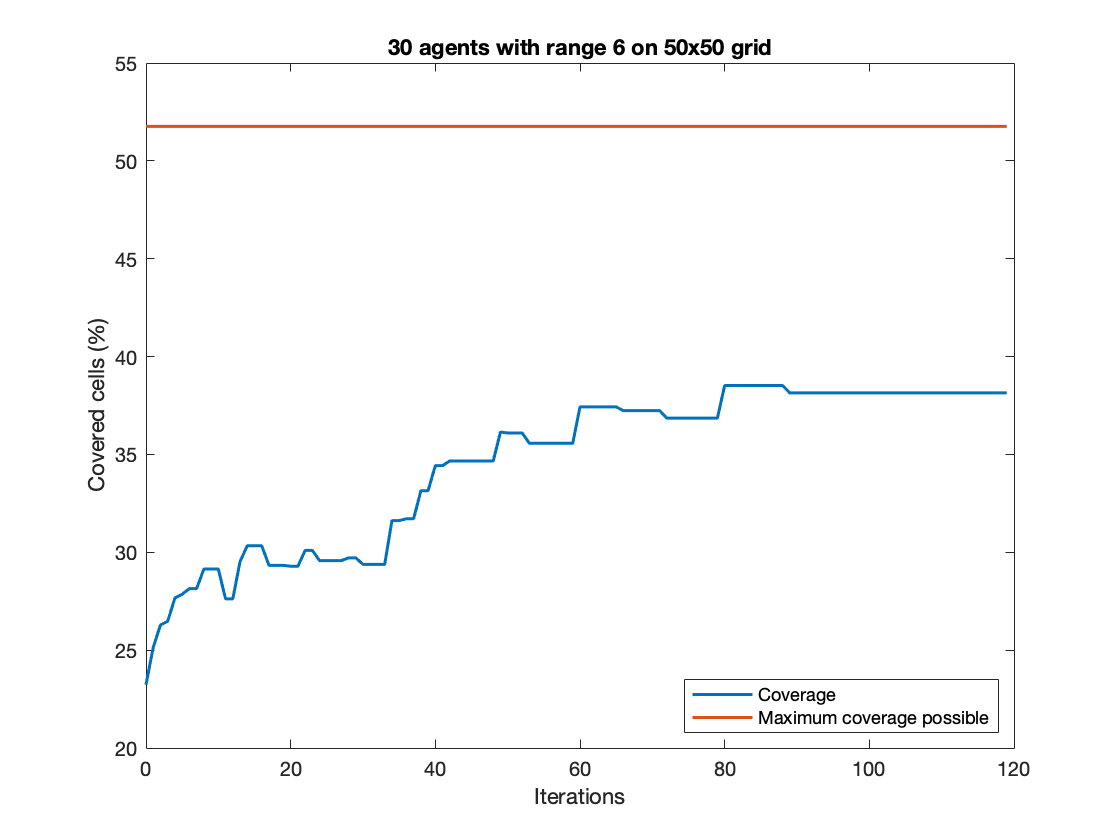 30 agents with range 6 on 50x50 grid
55
50
45
40
35
30
25
20
Covered cells (%)
Coverage
Maximum coverage possible
0 20 40 60 80 100 120
Iterations